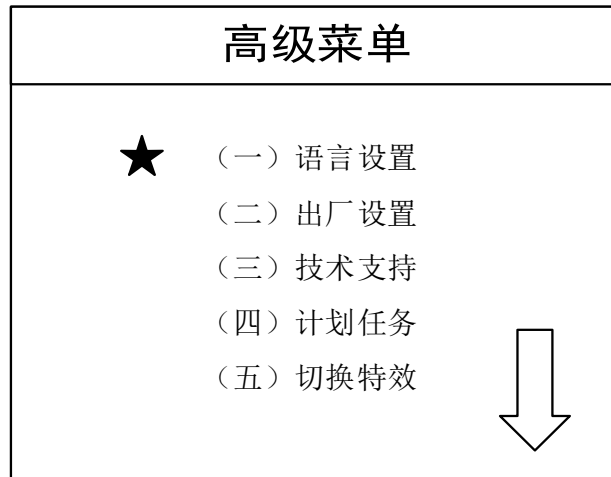 高级菜单
（一）语言设置
（二）出厂设置
（三）技术支持
（四）计划任务
（五）切换特效